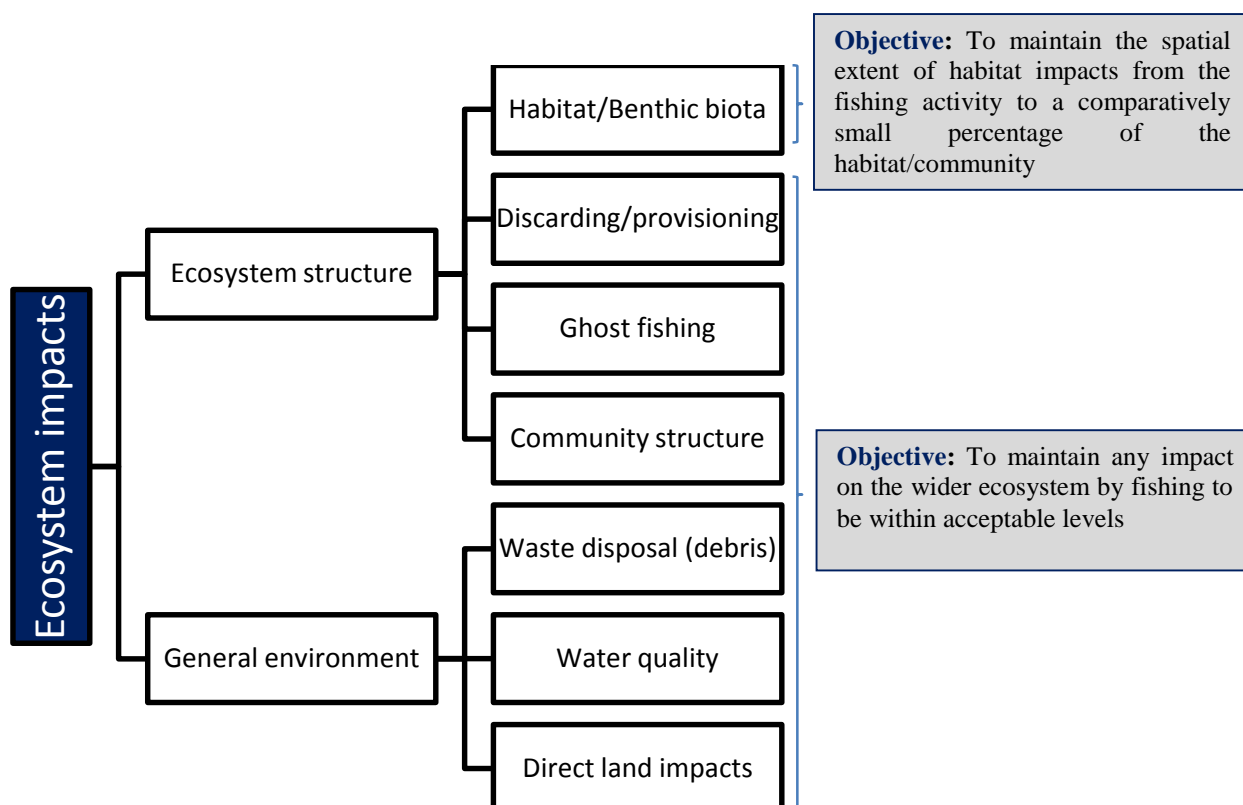 Ecosystem impacts
Ecosystem structure
General environment
Habitat/Benthic biota
Discarding/provisioning
Ghost fishing
Community structure
Waste disposal (debris)
Water quality
Direct land impacts
Objective: To maintain the spatial
extent of habitat impacts from the
fishing activity to a comparatively
small percentage of the
habitat/community
Objective: To maintain any impact
on the wider ecosystem by fishing to
be within acceptable levels